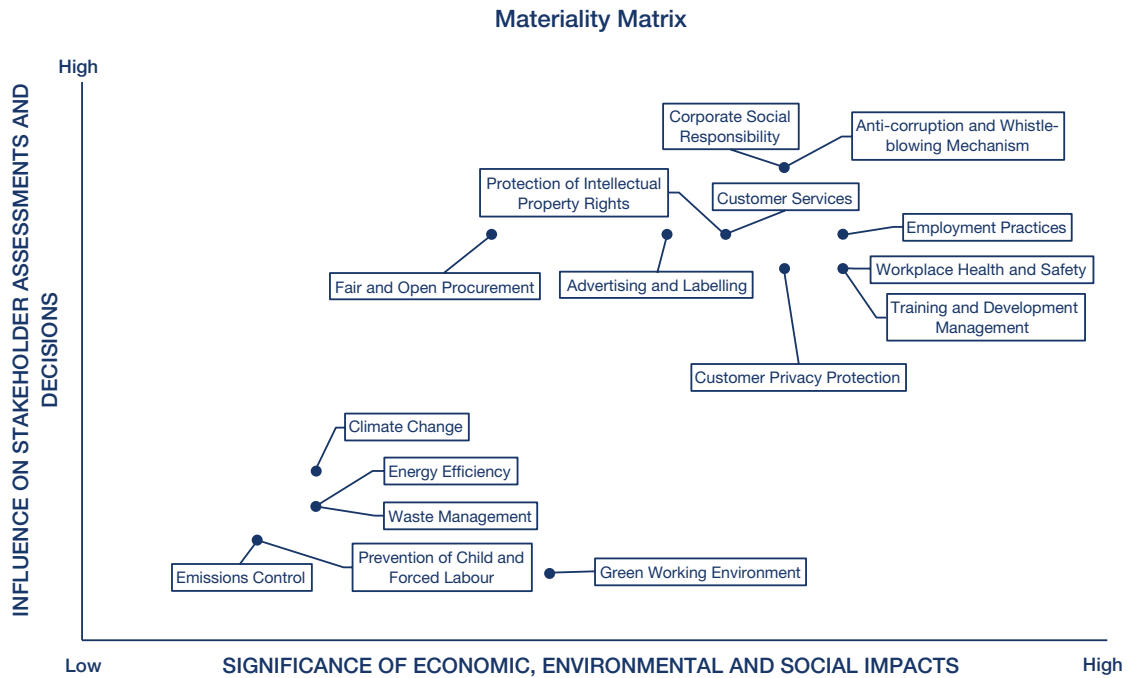 Materiality Matrix
High
INFLUENCE ON STAKEHOLDER ASSESSMENTS AND
DECISIONS
Corporate Social
Responsibility
Anti-corruption and Whistle-
blowing Mechanism
Protection of Intellectual
Property Rights
Customer Services
Employment Practices
Fair and Open Procurement
Advertising and Labelling
Workplace Health and Safety
Training and Development
Management
Customer Privacy Protection
Climate Change
Energy Efficiency
Waste Management
Emissions Control
Prevention of Child and
Forced Labour
Green Working Environment
Low
SIGNIFICANCE OF ECONOMIC, ENVIRONMENTAL AND SOCIAL IMPACTS
High